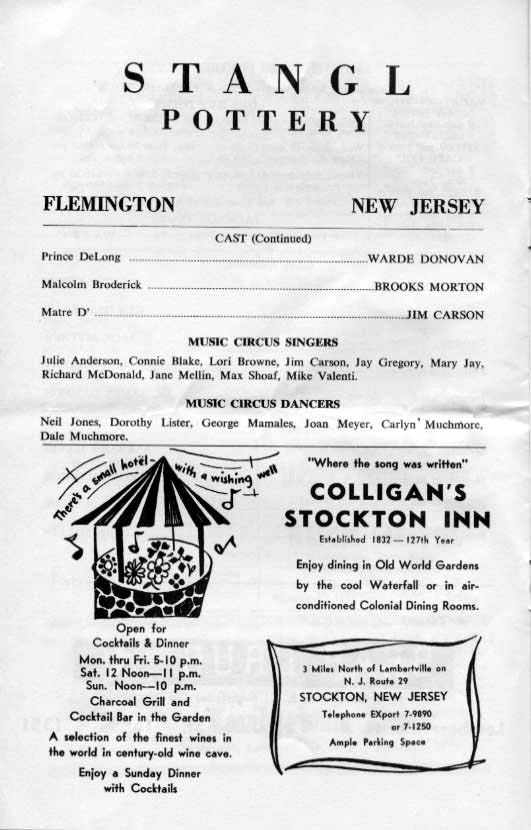 STANGL
POTTERY
FLEMINGTON NEW JERSEY
CAST (Continued)
Prince DeLong ........................................................................WARDE DONOVAN
Malcolm Broderick ....................................................................BROOKS MORTON
Matre D' ........................................................................................JIM CARSON
MUSIC CIRCUS SINGERS
Julie Anderson, Connie Blake, Lori Browne, Jim Carson, Jay Gregory, Mary Jay,
Richard McDonald, Jane Mellin, Max Shoaf, Mike Valenti.
MUSIC CIRCUS DANCERS
Neil Jones, Dorothy Lister, George Mamales, Joan Meyer, Carlyn Muchmore,
Dale Muchmore.
There's a small hotel- with a wishing well
Open for
Cocktails & Dinner
Mon. thru Fri. 5-10 p.m.
Sat. 12 Noon—11 p.m.
Sun. Noon—10 p.m.
Charcoal Grill and
Cocktail Bar in the Garden
A selection of the finest wines in
the world in century-old wine cave.
Enjoy a Sunday Dinner
with Cocktails
"Where the song was written"
COLLIGAN'S
STOCKTON INN
Established 1832 — 127th Year
Enjoy dining in Old World Gardens
by the cool Waterfall or in air-
conditioned Colonial Dining Rooms.
3 Miles North of Lambertville on
N. J. Route 29
STOCKTON, NEW JERSEY
Telephone EXport 7-9890
or 7-1250
Ample Parking Space